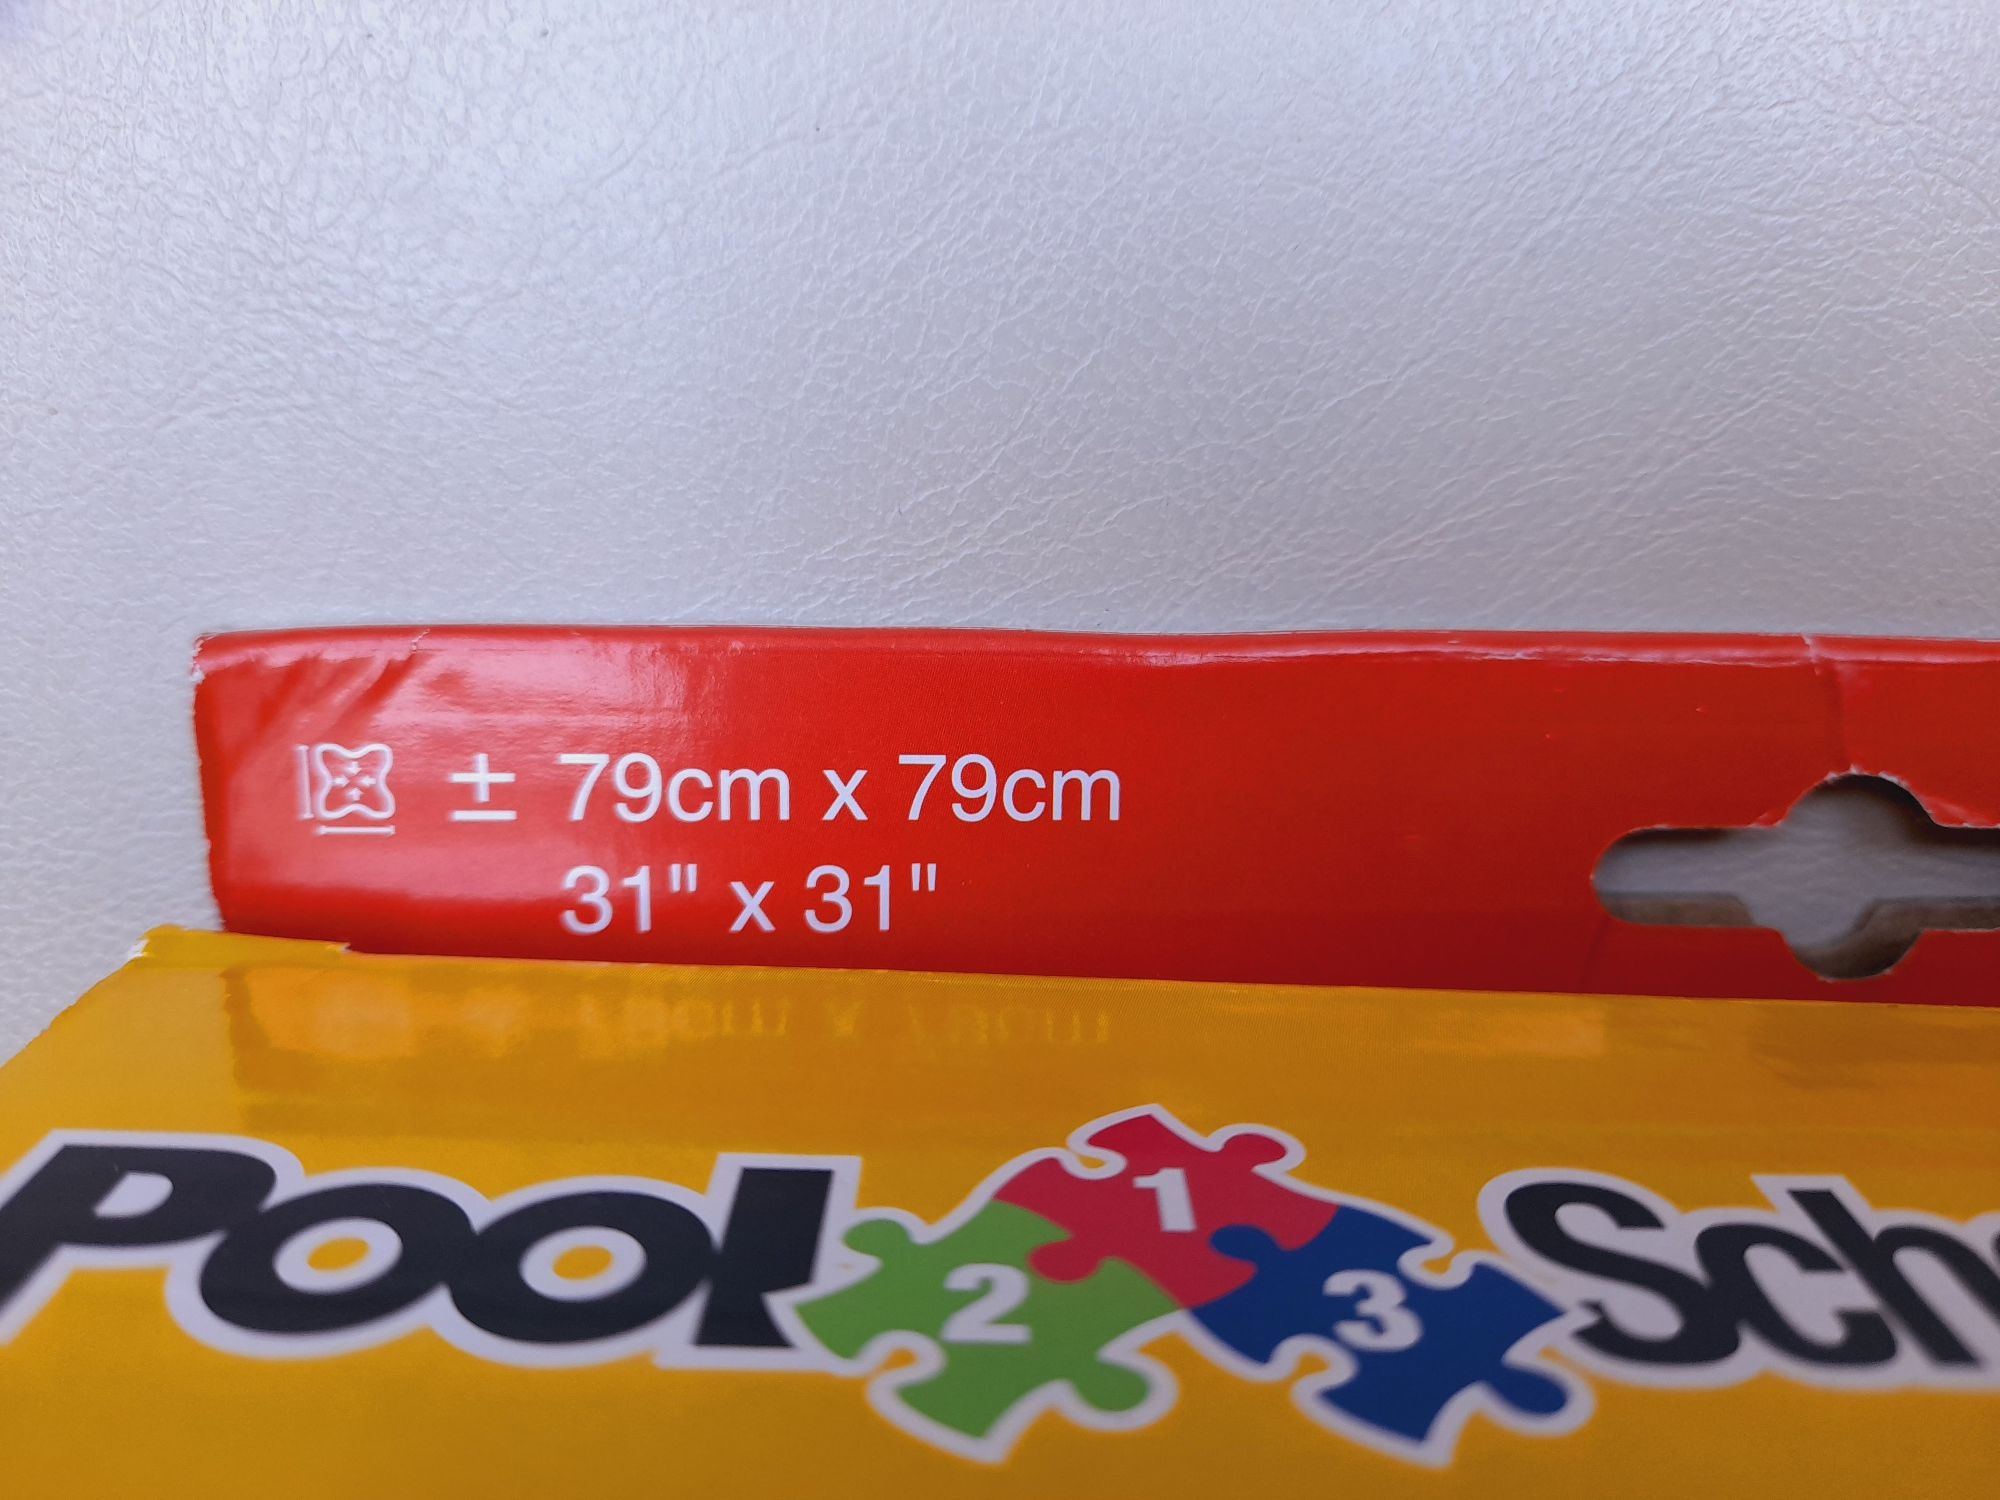 ± 79cm x 79cm
31" x 31"
Pool 1 2 3 Sch